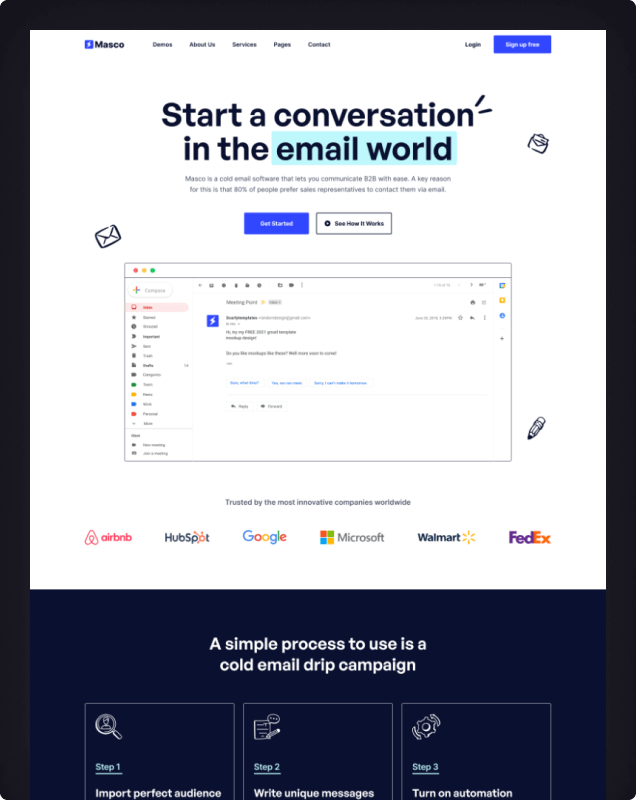 Masco
Demos
About Us
Services
Pages
Contact
Login
Sign up free
Start a conversation
in the email world
Masco is a cold email software that lets you communicate B2B with ease. A key reason
for this is that 80% of people prefer sales representatives to contact them via email.
Get Started
See How It Works
Compose
Inbox
Starred
Snoozed
Important
Sent
Trash
Drafts
Categories
Work
Personal
More
Meet
New meeting
Join a meeting
Meeting Point
Hi, try my FREE 2021 gmail template
mockup design!
Do you like mockups like these? Well more soon to come!
Sure, what time?
Yes, we can meet.
Sorry, I can't make it tomorrow.
Reply
Forward
Trusted by the most innovative companies worldwide
airbnb
HubSpot
Google
Microsoft
Walmart
FedEx
A simple process to use is a
cold email drip campaign
Step 1
Import perfect audience
Step 2
Write unique messages
Step 3
Turn on automation